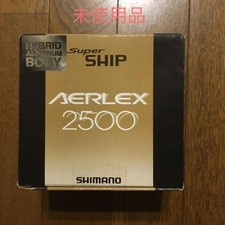 未使用品
HYBRID
ALUMINUM
BODY
Super
SHIP
AERLEX
2500
SHIMANO